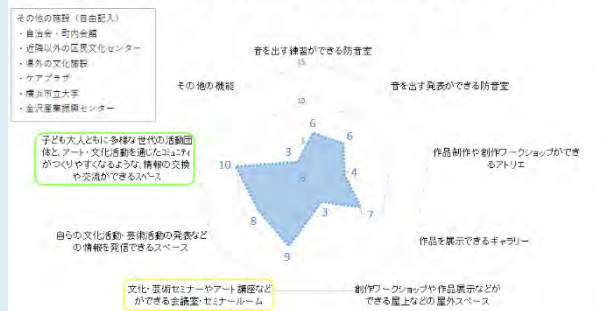 その他の施設（自由記入）
・自治会・町内会館
・近隣以外の区民文化センター
・県外の文化施設
・ケアプラザ
・横浜市立大学
・金沢産業振興センター
音を出す練習ができる防音室
15
その他の機能
音を出す発表ができる防音室
10
6
6
子ども大人ともに多様な世代の活動団
体と、アート・文化活動を通じたコミュニティ
がつくりやすくなるような、情報の交換
や交流ができるスペース
10
3
4
作品制作や創作ワークショップができ
るアトリエ
8
3
7
自らの文化活動・芸術活動の発表など
の情報を発信できるスペース
作品を展示できるギャラリー
9
文化・芸術セミナーやアート講座など
ができる会議室・セミナールーム
創作ワークショップや作品展示などが
できる屋上などの屋外スペース